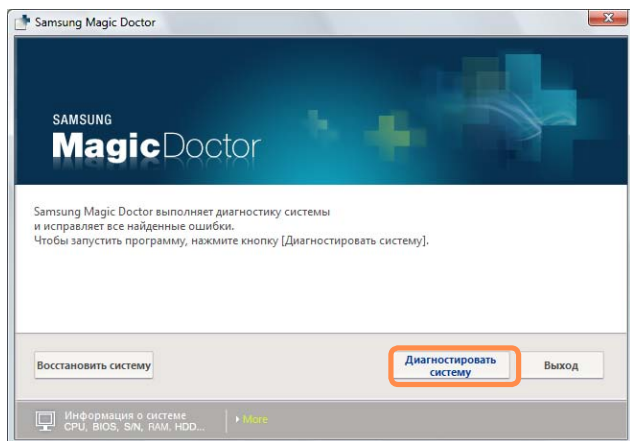 Samsung Magic Doctor
SAMSUNG
MagicDoctor
Samsung Magic Doctor выполняет диагностику системы
и исправляет все найденные ошибки.
Чтобы запустить программу, нажмите кнопку [Диагностировать систему].
Восстановить систему
Диагностировать
систему
Выход
Информация о системе
CPU, BIOS, S/N, RAM, HDD...
More